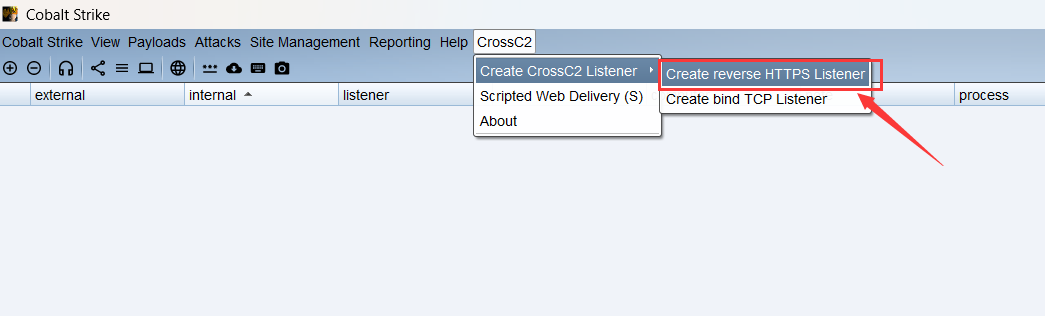 Cobalt Strike
Cobalt Strike View Payloads Attacks Site Management Reporting Help CrossC2
Create CrossC2 Listener
Create reverse HTTPS Listener
Scripted Web Delivery (S)
Create bind TCP Listener
About
external internal listener process